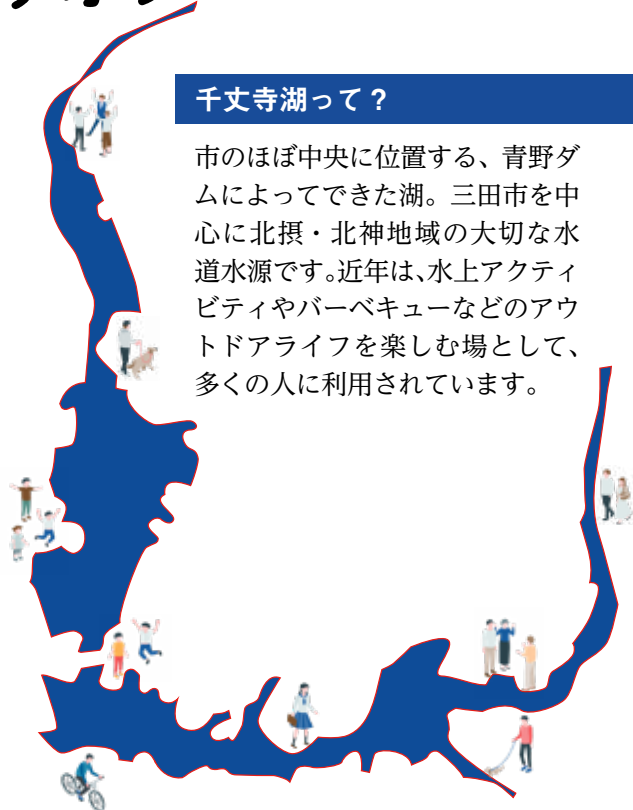 千丈寺湖って？
市のほぼ中央に位置する、青野ダ
ムによってできた湖。三田市を中
心に北摂・北神地域の大切な水
道水源です。近年は、水上アクティ
ビティやバーベキューなどのアウ
トドアライフを楽しむ場として、
多くの人に利用されています。